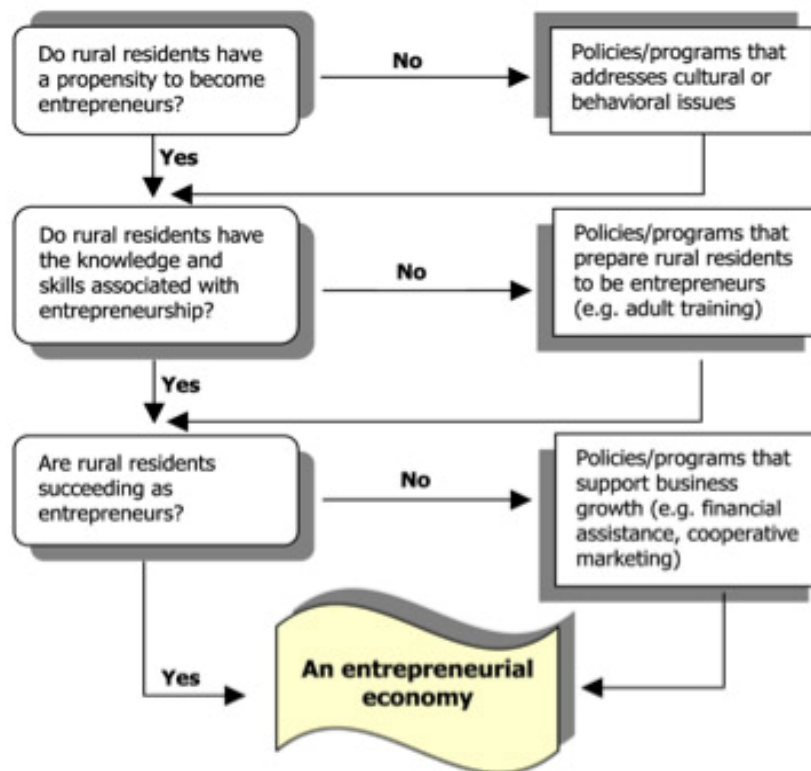 Do rural residents have
a propensity to become
entrepreneurs?
No
Policies/programs that
addresses cultural or
behavioral issues
Yes
Do rural residents have
the knowledge and
skills associated with
entrepreneurship?
No
Policies/programs that
prepare rural residents
to be entrepreneurs
(e.g. adult training)
Yes
Are rural residents
succeeding as
entrepreneurs?
No
Policies/programs that
support business
growth (e.g. financial
assistance, cooperative
marketing)
Yes
An entrepreneurial
economy